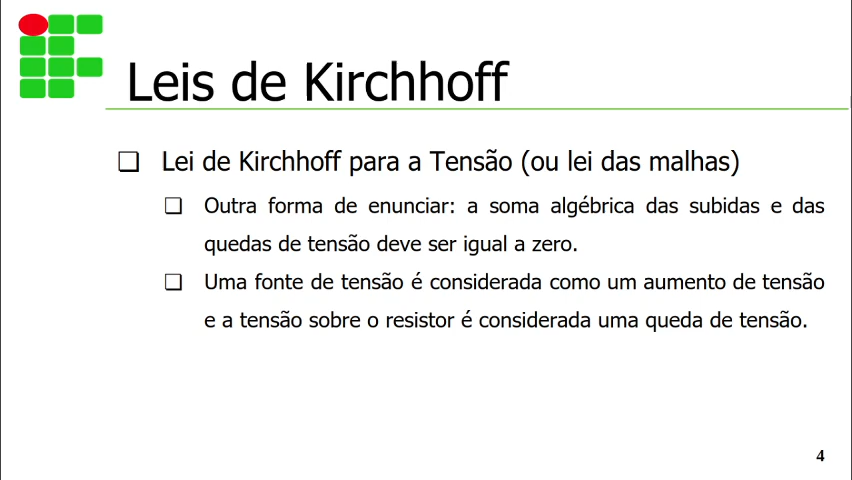 Leis de Kirchhoff
❑ Lei de Kirchhoff para a Tensão (ou lei das malhas)
❑ Outra forma de enunciar: a soma algébrica das subidas e das
quedas de tensão deve ser igual a zero.
❑ Uma fonte de tensão é considerada como um aumento de tensão
e a tensão sobre o resistor é considerada uma queda de tensão.
4